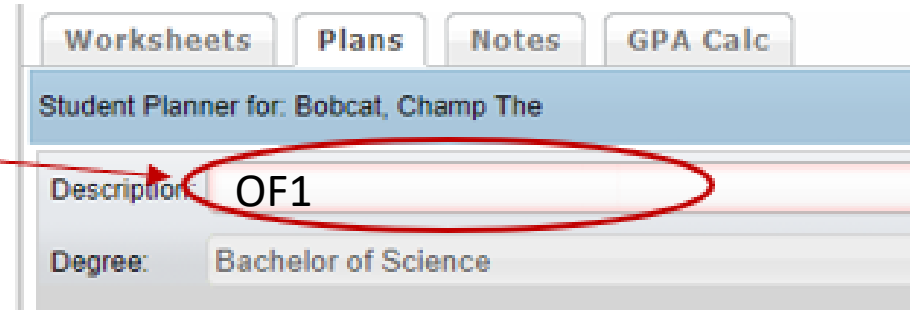 Worksheets Plans Notes GPA Calc
Student Planner for: Bobcat, Champ The
Description: OF1
Degree: Bachelor of Science